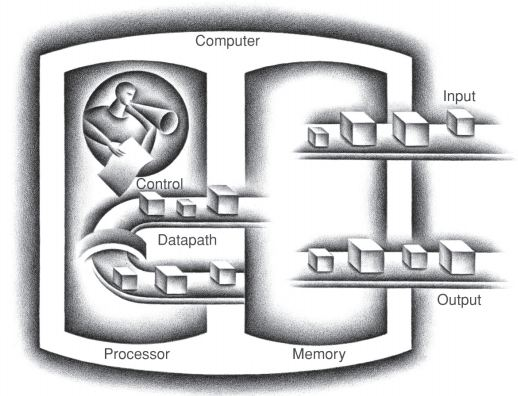 Computer
Input
Control
Datapath
Output
Processor
Memory